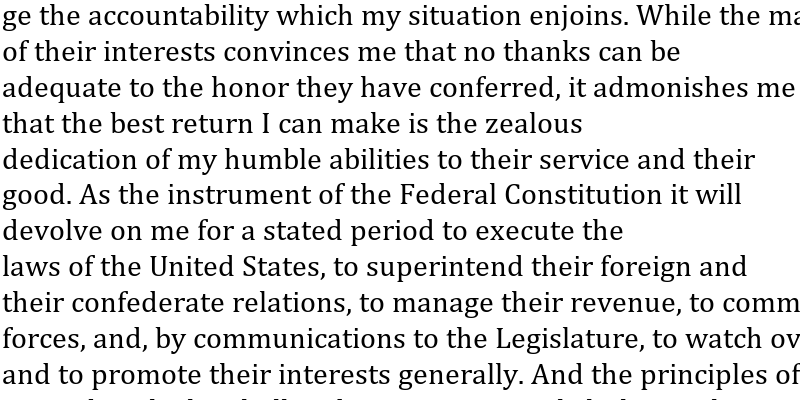 ge the accountability which my situation enjoins. While the
of their interests convinces me that no thanks can be
adequate to the honor they have conferred, it admonishes me
that the best return I can make is the zealous
dedication of my humble abilities to their service and their
good. As the instrument of the Federal Constitution it will
devolve on me for a stated period to execute the
laws of the United States, to superintend their foreign and
their confederate relations, to manage their revenue, to comm
forces, and, by communications to the Legislature, to watch ov
and to promote their interests generally. And the principles of